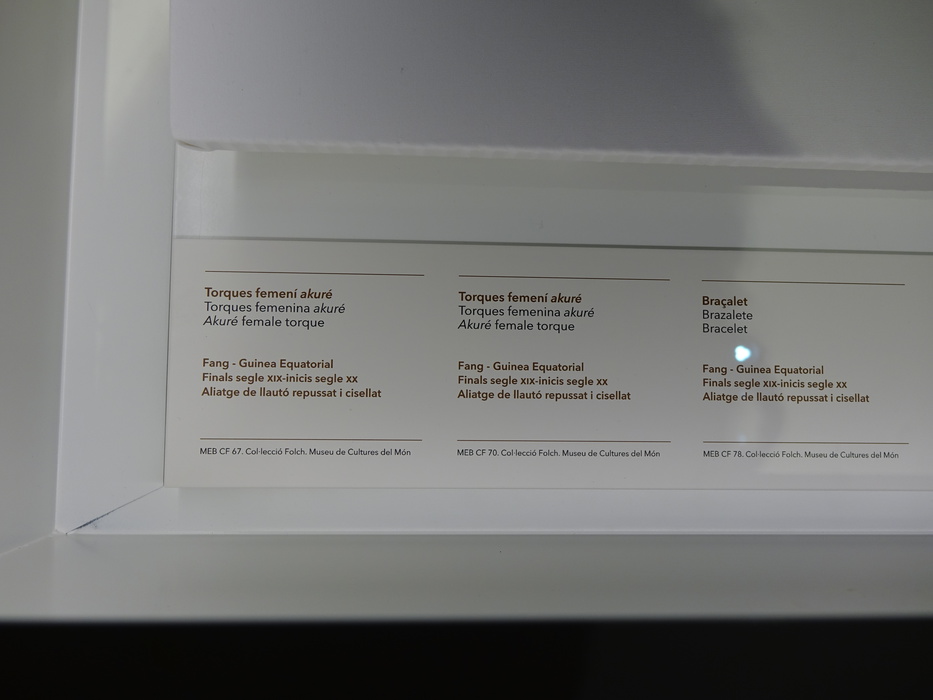 Torques femení akuré
Torques femenina akuré
Akuré female torque
Fang - Guinea Equatorial
Finals segle XIX-inicis segle XX
Aliatge de llautó repussat i cisellat
MEB CF 67. Col·lecció Folch. Museu de Cultures del Món
Torques femení akuré
Torques femenina akuré
Akuré female torque
Fang - Guinea Equatorial
Finals segle XIX-inicis segle XX
Aliatge de llautó repussat i cisellat
MEB CF 70. Col·lecció Folch. Museu de Cultures del Món
Braçalet
Brazalete
Bracelet
Fang - Guinea Equatorial
Finals segle XIX-inicis segle XX
Aliatge de llautó repussat i cisellat
MEB CF 78. Col·lecció Folch. Museu de Cultures del Món